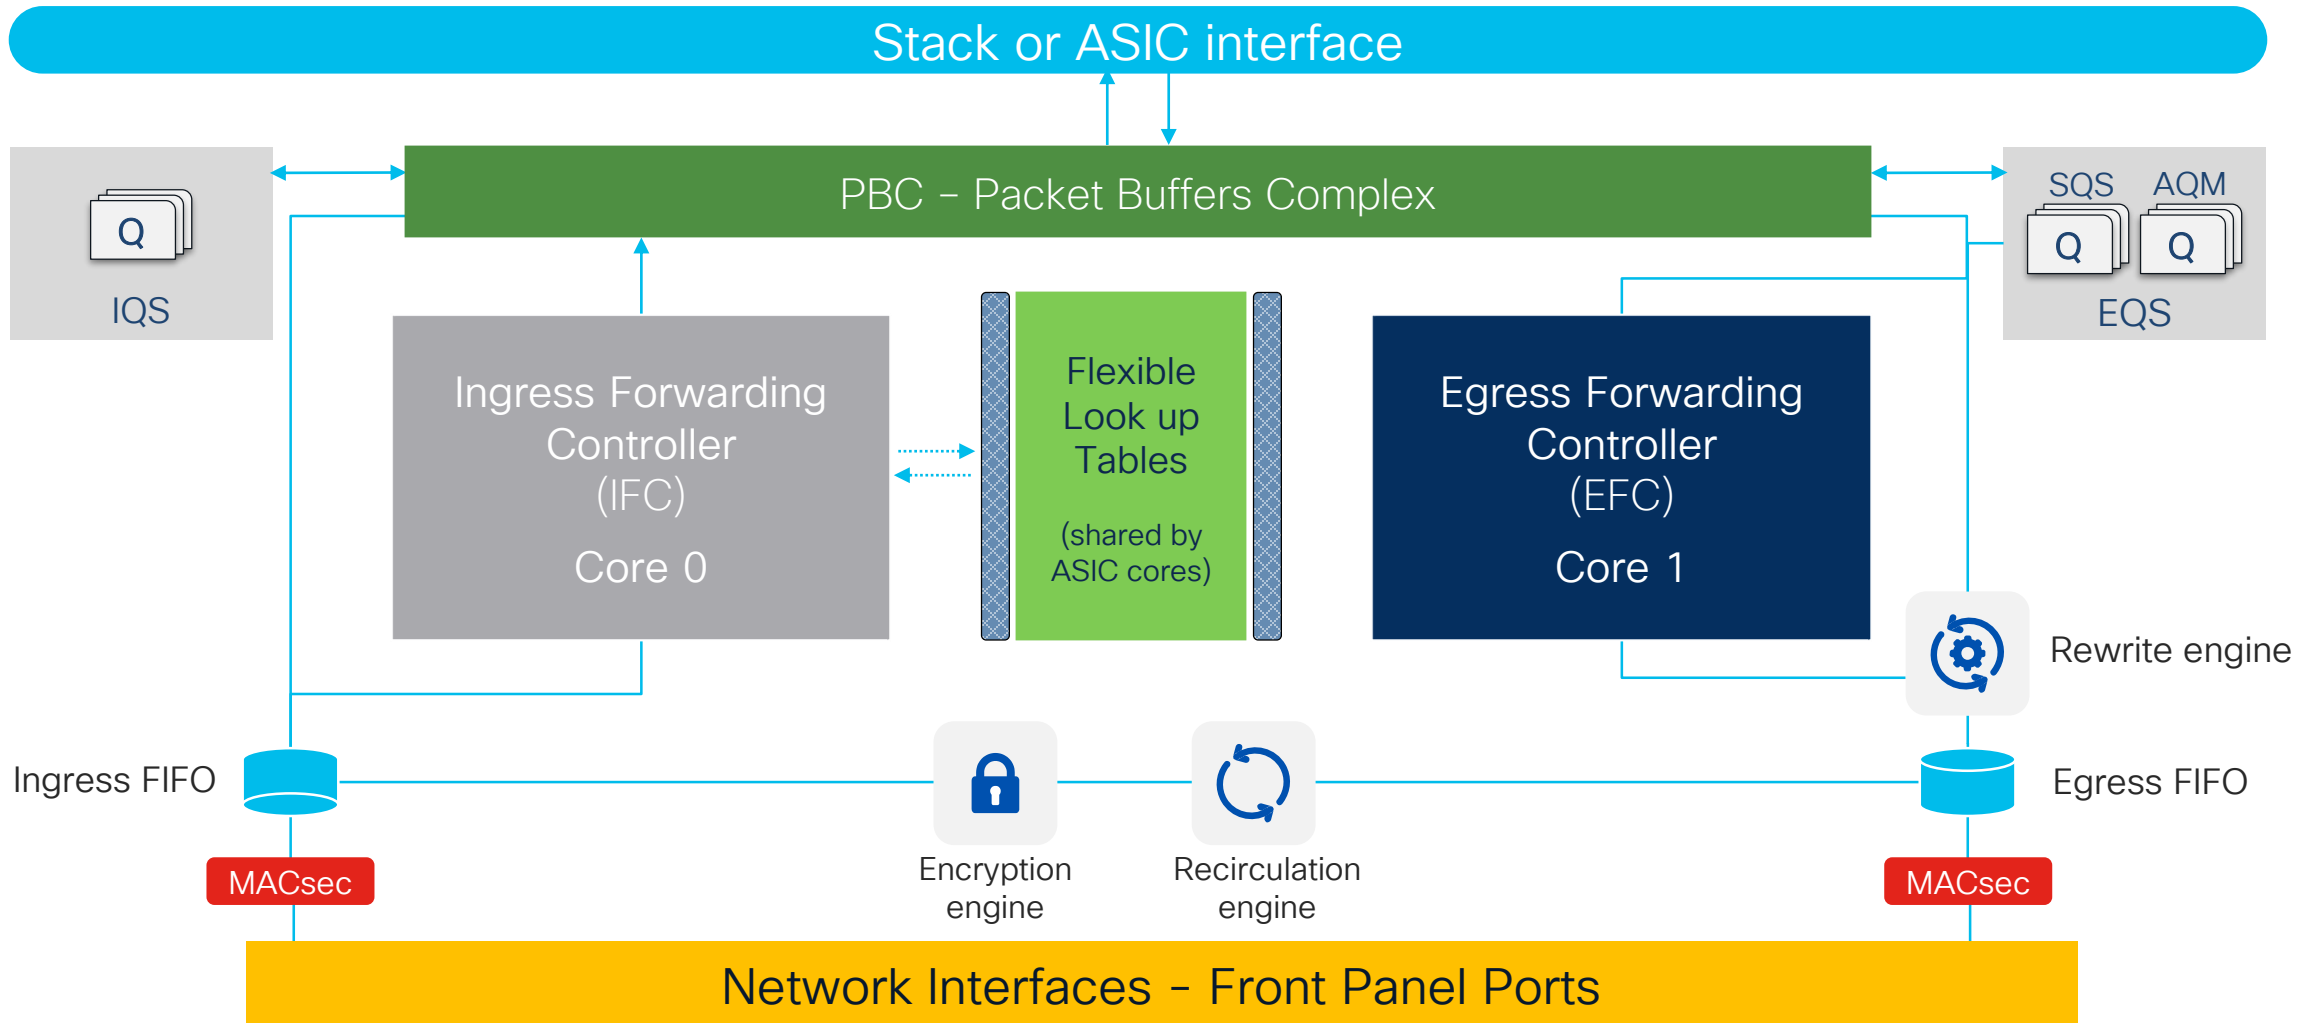 Stack or ASIC interface
PBC – Packet Buffers Complex
Q
IQS
SQS
AQM
Q
Q
EQS
Ingress Forwarding
Controller
(IFC)
Core 0
Flexible
Look up
Tables
(shared by
ASIC cores)
Egress Forwarding
Controller
(EFC)
Core 1
Rewrite engine
Ingress FIFO
Encryption
engine
Recirculation
engine
Egress FIFO
MACsec
MACsec
Network Interfaces - Front Panel Ports